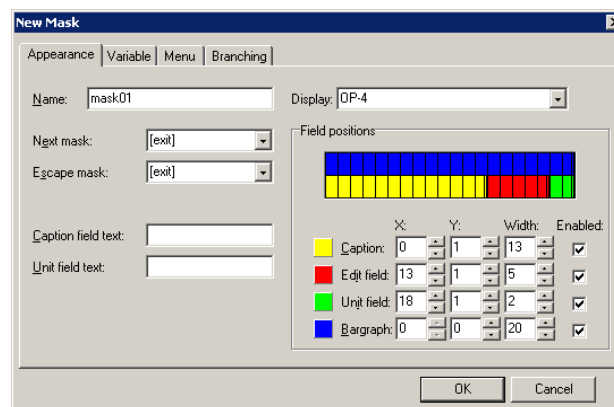 New Mask
Appearance Variable Menu Branching
Name: mask01
Display: OP-4
Next mask: [exit]
Escape mask: [exit]
Caption field text:
Unit field text:
Field positions
X: Y: Width: Enabled:
Caption: 0 1 13
Edit field: 13 1 5
Unit field: 18 1 2
Bargraph: 0 0 20
OK Cancel